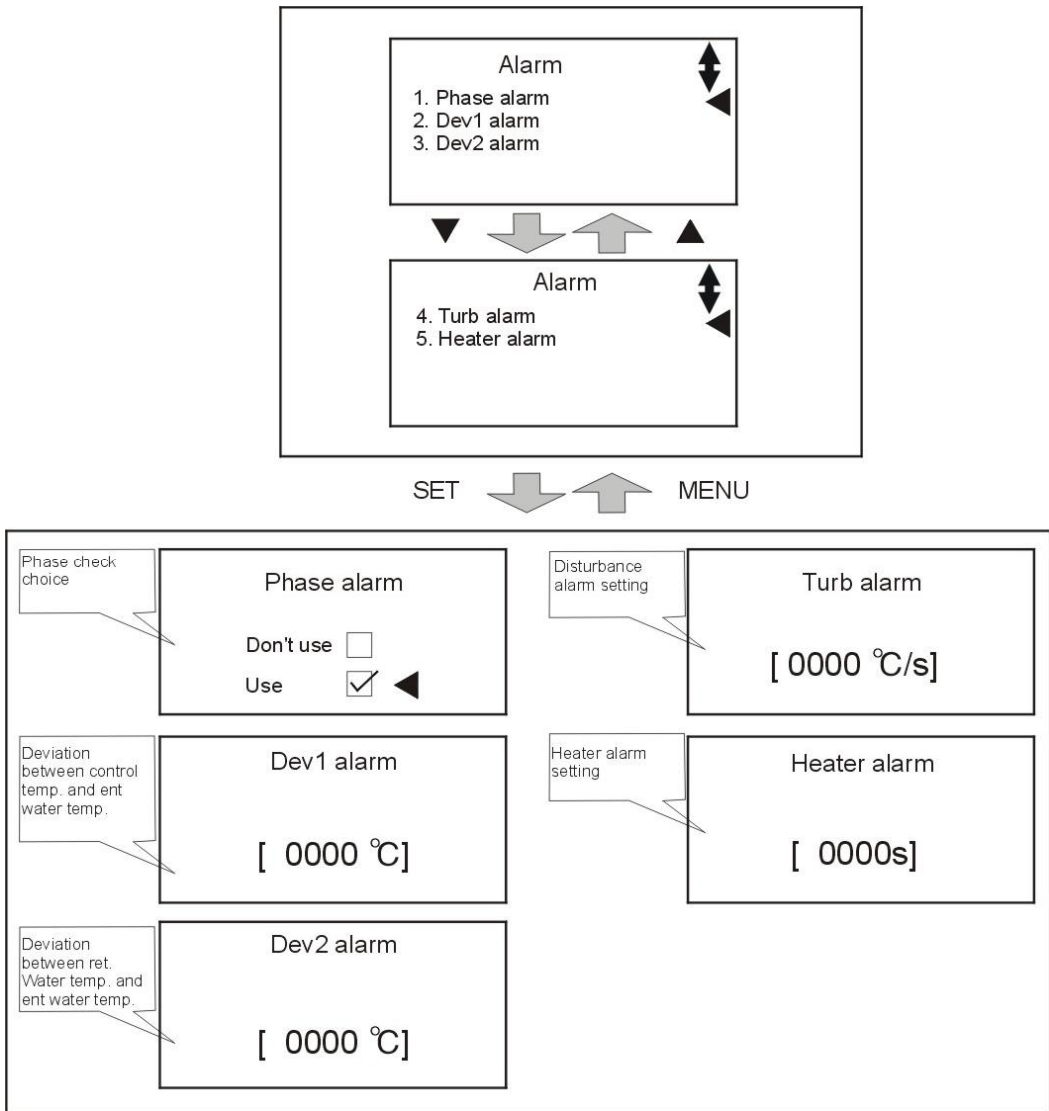 Alarm
1. Phase alarm
2. Dev1 alarm
3. Dev2 alarm
Alarm
4. Turb alarm
5. Heater alarm
SET
MENU
Phase check
choice
Phase alarm
Don't use
Use
Disturbance
alarm setting
Turb alarm
[ 0000 ℃/s]
Deviation
between control
temp. and ent
water temp.
Dev1 alarm
[ 0000 ℃]
Heater alarm
setting
Heater alarm
[ 0000s]
Deviation
between ret.
Water temp. and
ent water temp.
Dev2 alarm
[ 0000 ℃]